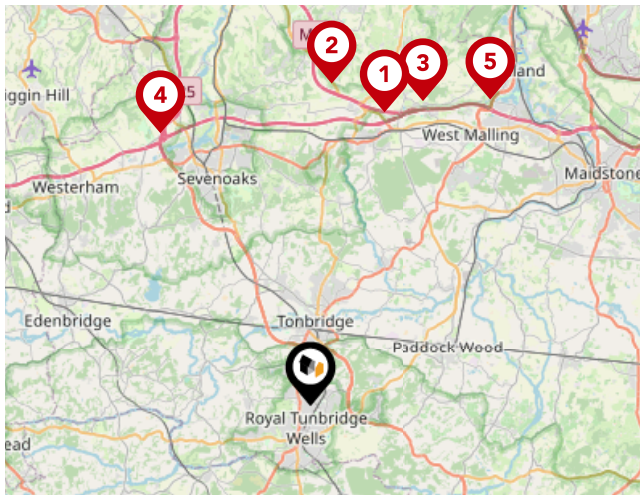 2
M
3
1
5
land
4
5
iggin Hill
West Malling
Maidstone
Sevenoaks
Westerham
d
Edenbridge
Tonbridge
Paddock Wood
Royal Tunbridge
Wells
ead